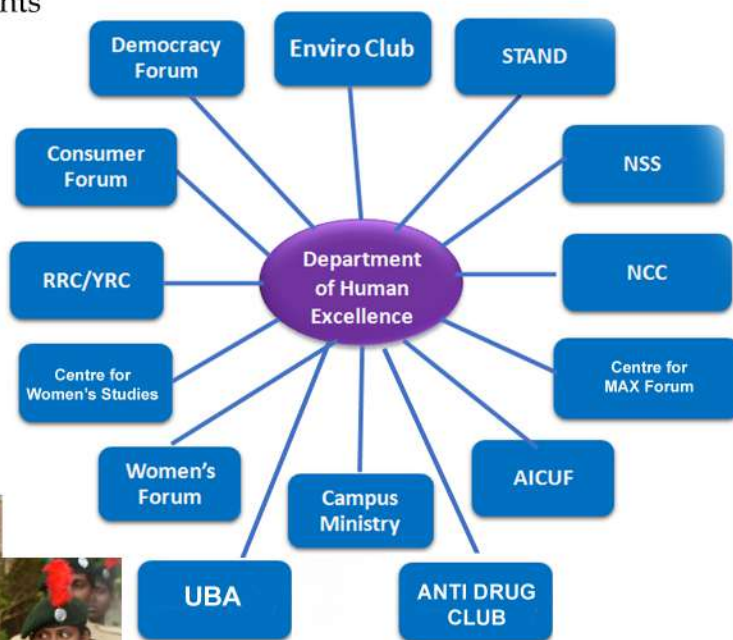 nts
Democracy
Forum
Enviro Club
STAND
Consumer
Forum
NSS
RRC/YRC
Department
of Human
Excellence
NCC
Centre for
Women's Studies
Centre for
MAX Forum
Women's
Forum
Campus
Ministry
AICUF
UBA
ANTI DRUG
CLUB